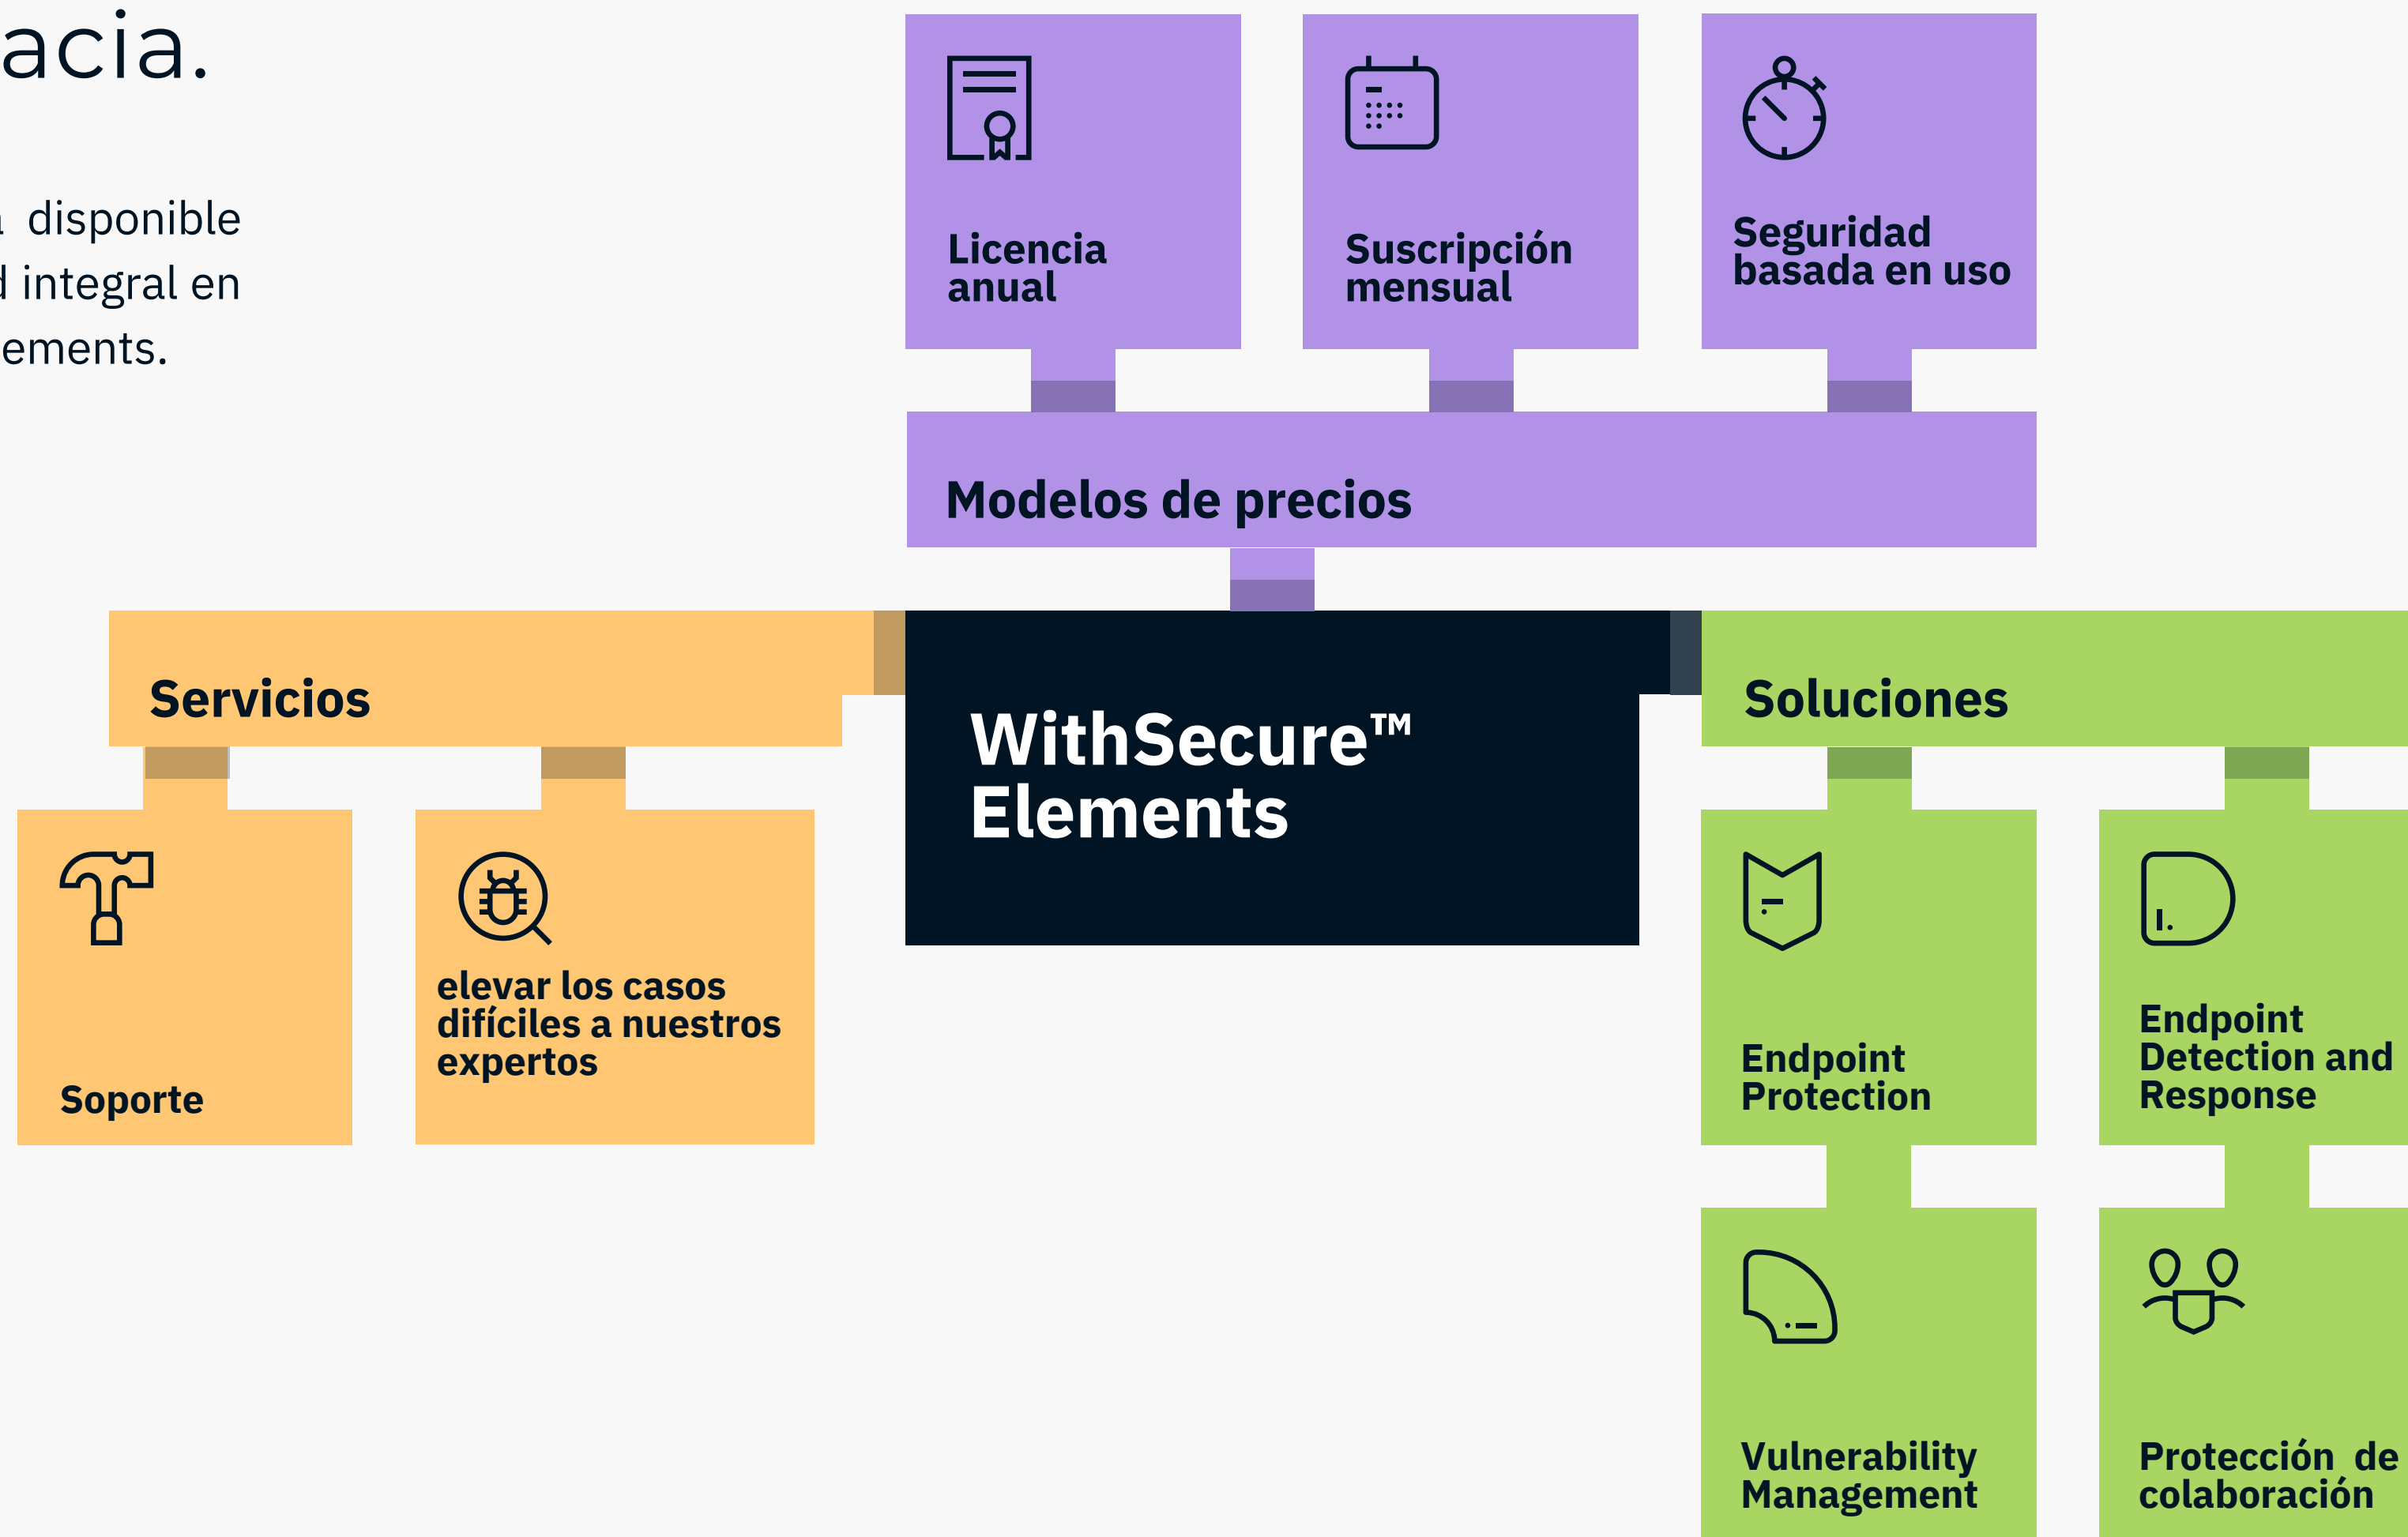 acia.
disponible
integral en
ements.
Licencia
anual
Suscripción
mensual
Seguridad
basada en uso
Modelos de precios
Servicios
WithSecure™
Elements
Soluciones
Soporte
elevar los casos
difíciles a nuestros
expertos
Endpoint
Protection
Endpoint
Detection and
Response
Vulnerability
Management
Protección de
colaboración